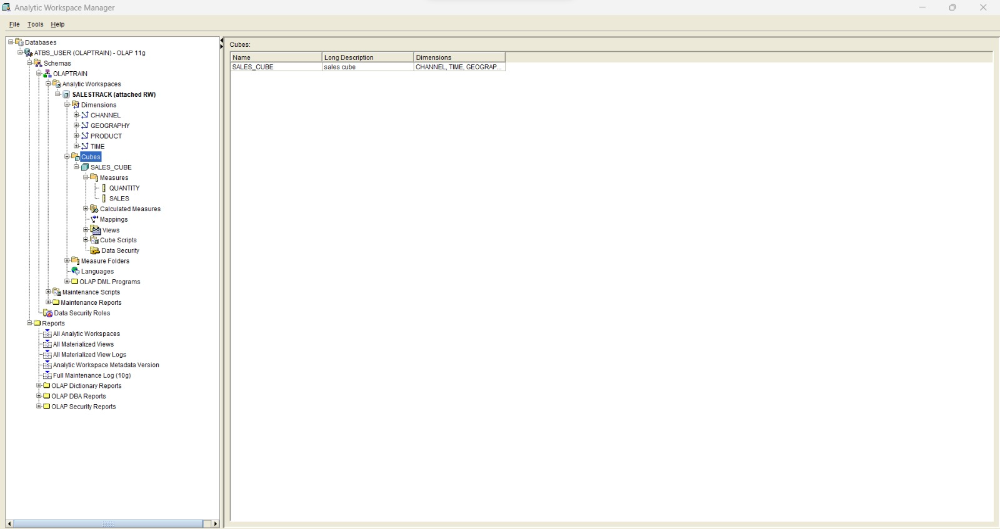 Analytic Workspace Manager
File Tools Help
Databases
ATBS_USER (OLAPTRAIN) - OLAP 11g
Schemas
OLAPTRAIN
Analytic Workspaces
SALESTRACK (attached RW)
Dimensions
CHANNEL
GEOGRAPHY
PRODUCT
TIME
Cubes
SALES_CUBE
Measures
QUANTITY
SALES
Calculated Measures
Mappings
Views
Cube Scripts
Data Security
Measure Folders
Languages
OLAP DML Programs
Maintenance Scripts
Maintenance Reports
Data Security Roles
Reports
All Analytic Workspaces
All Materialized Views
All Materialized View Logs
Analytic Workspace Metadata Version
Full Maintenance Log (10g)
OLAP Dictionary Reports
OLAP DBA Reports
OLAP Security Reports
Cubes:
Name Long Description Dimensions
SALES_CUBE sales cube CHANNEL, TIME, GEOGRAP...